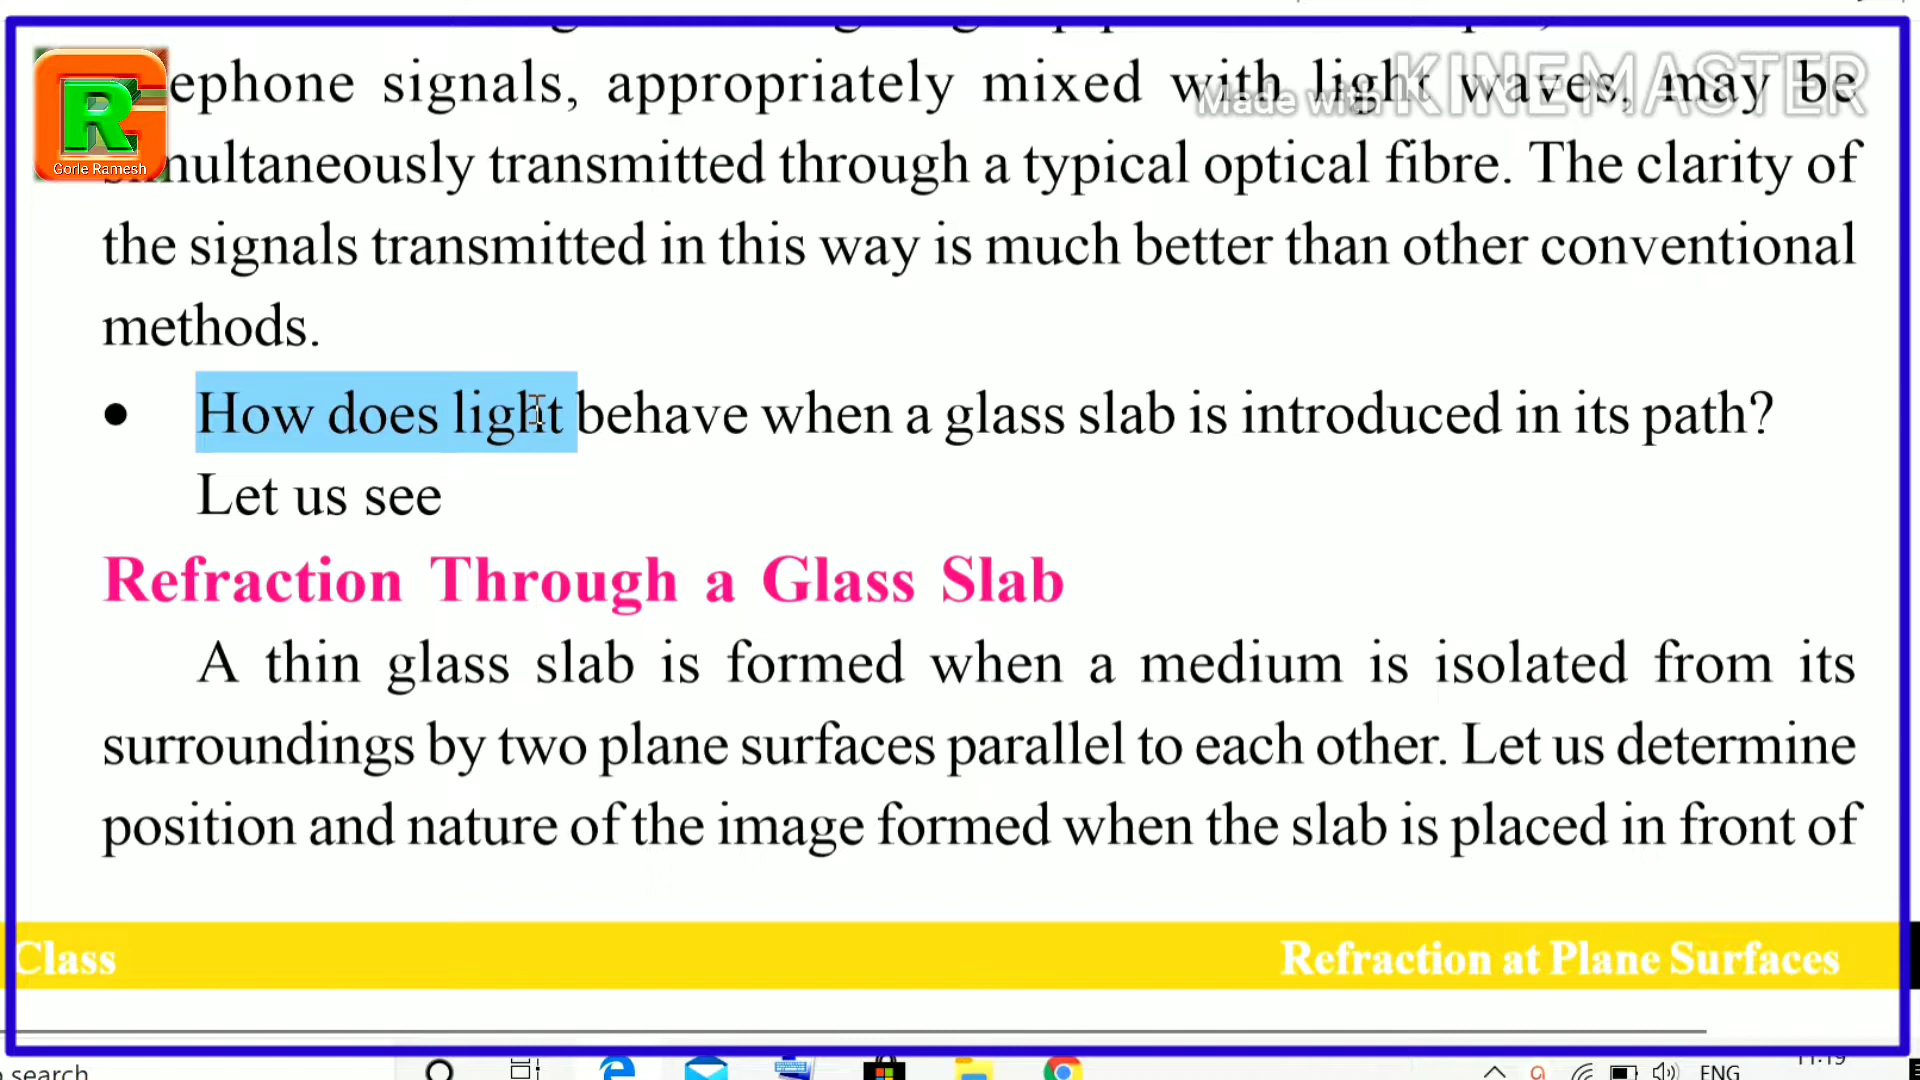 ephone signals, appropriately mixed with light waves, may be
Made with KINEMASTER
R
Gorle Ramesh
multaneously transmitted through a typical optical fibre. The clarity of
the signals transmitted in this way is much better than other conventional
methods.
● How does light behave when a glass slab is introduced in its path?
Let us see
Refraction Through a Glass Slab
A thin glass slab is formed when a medium is isolated from its
surroundings by two plane surfaces parallel to each other. Let us determine
position and nature of the image formed when the slab is placed in front of
Class Refraction at Plane Surfaces
search
ENG
11:19